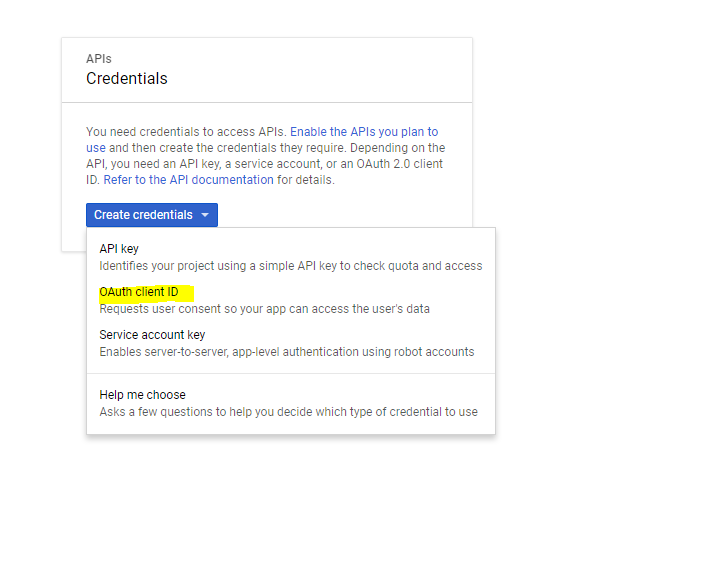 APIs
Credentials
You need credentials to access APIs. Enable the APIs you plan to
use and then create the credentials they require. Depending on the
API, you need an API key, a service account, or an OAuth 2.0 client
ID. Refer to the API documentation for details.
Create credentials
API key
Identifies your project using a simple API key to check quota and access
OAuth client ID
Requests user consent so your app can access the user's data
Service account key
Enables server-to-server, app-level authentication using robot accounts
Help me choose
Asks a few questions to help you decide which type of credential to use